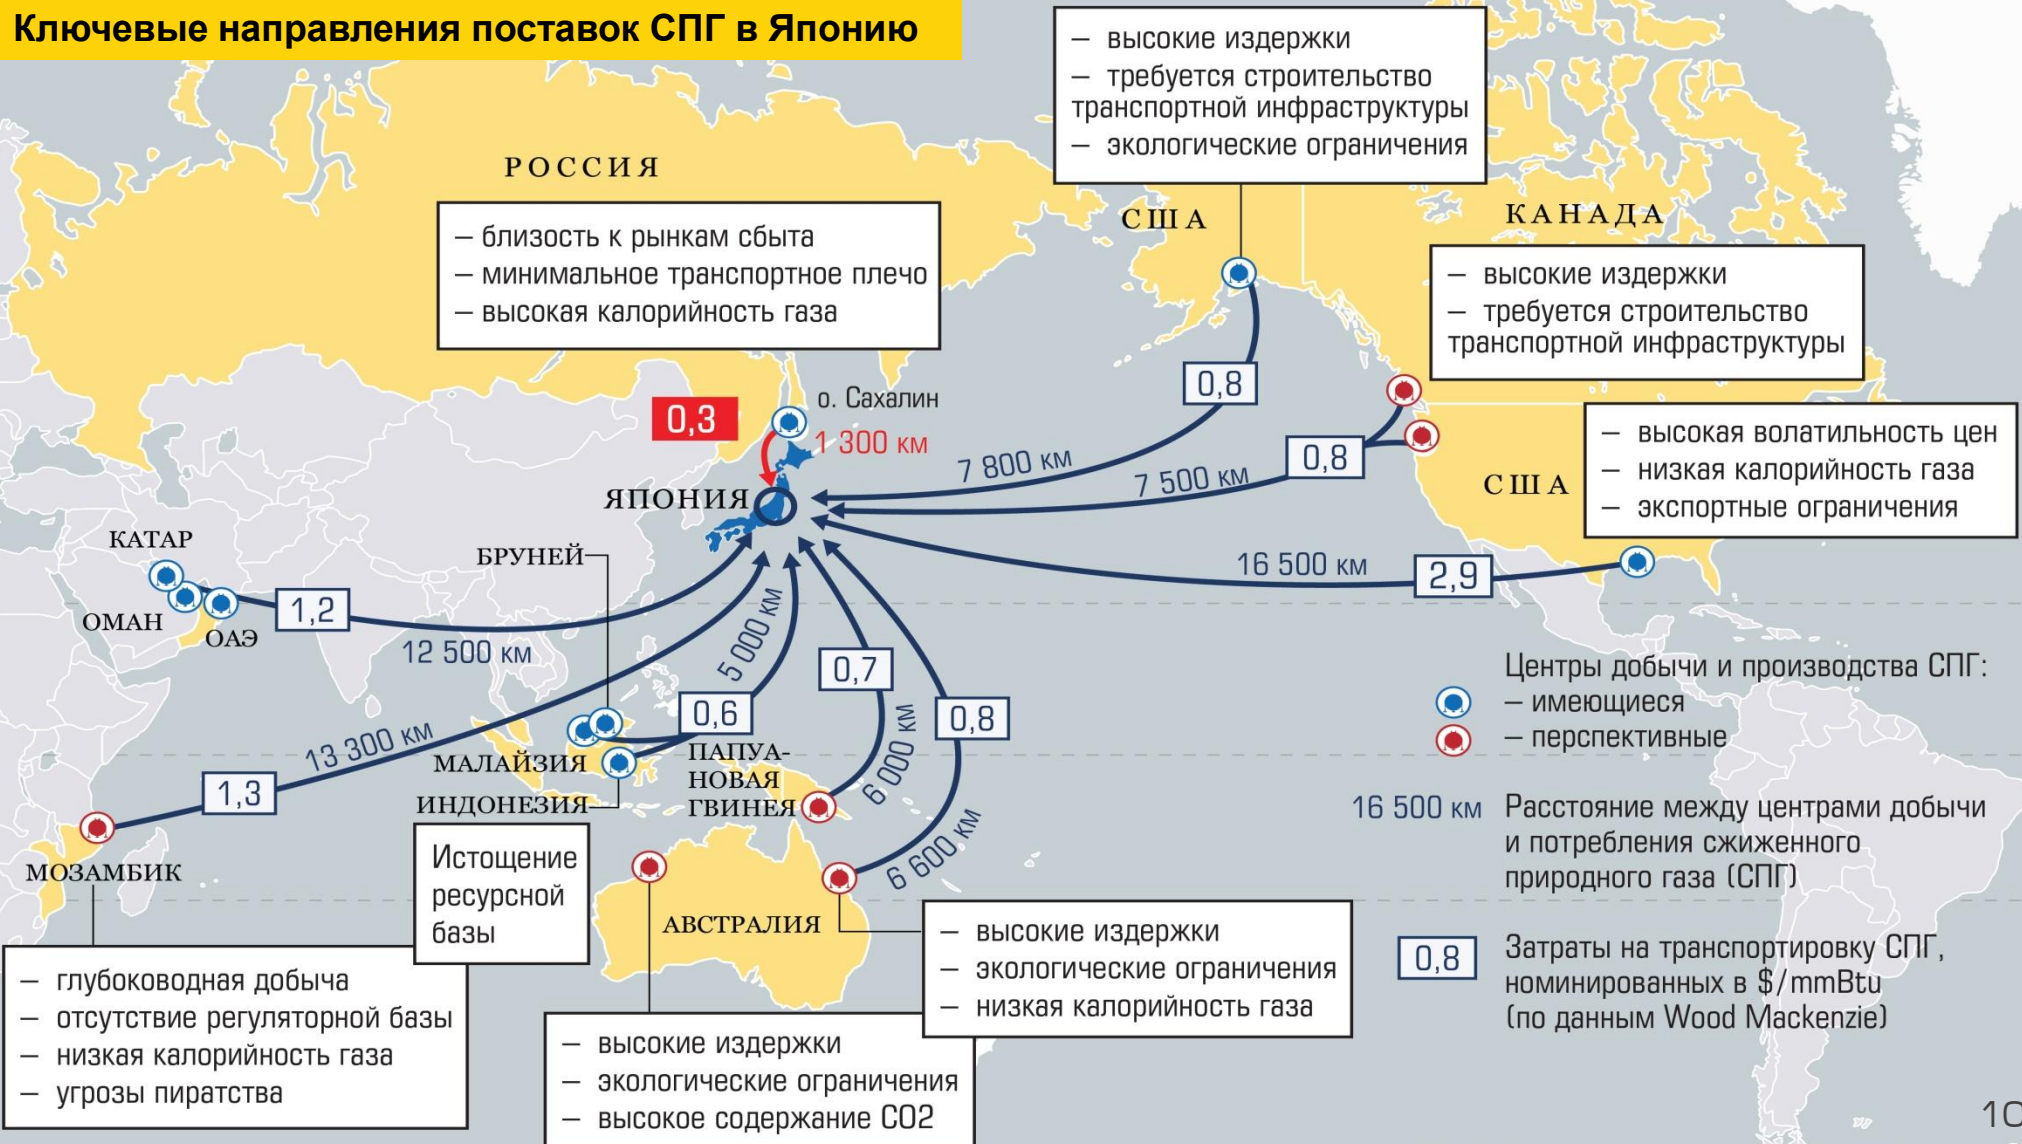 Ключевые направления поставок СПГ в Японию
– высокие издержки
– требуется строительство
транспортной инфраструктуры
– экологические ограничения
РОССИЯ
– близость к рынкам сбыта
– минимальное транспортное плечо
– высокая калорийность газа
США
КАНАДА
– высокие издержки
– требуется строительство
транспортной инфраструктуры
0,8
0,3
о. Сахалин
1 300 км
– высокая волатильность цен
– низкая калорийность газа
– экспортные ограничения
7 800 км
7 500 км
0,8
США
ЯПОНИЯ
КАТАР
ОМАН
ОАЭ
1,2
12 500 км
БРУНЕЙ
16 500 км
2,9
5 000 км
0,6
0,7
0,8
6 000 км
6 600 км
13 300 км
1,3
МАЛАЙЗИЯ
ИНДОНЕЗИЯ
ПАПУА-
НОВАЯ
ГВИНЕЯ
Центры добычи и производства СПГ:
– имеющиеся
– перспективные
16 500 км
Расстояние между центрами добычи
и потребления сжиженного
природного газа (СПГ)
0,8
Затраты на транспортировку СПГ,
номинированных в $/mmBtu
(по данным Wood Mackenzie)
МОЗАМБИК
Истощение
ресурсной
базы
АВСТРАЛИЯ
– глубоководная добыча
– отсутствие регуляторной базы
– низкая калорийность газа
– угрозы пиратства
– высокие издержки
– экологические ограничения
– высокое содержание СО2
– высокие издержки
– экологические ограничения
– низкая калорийность газа
10